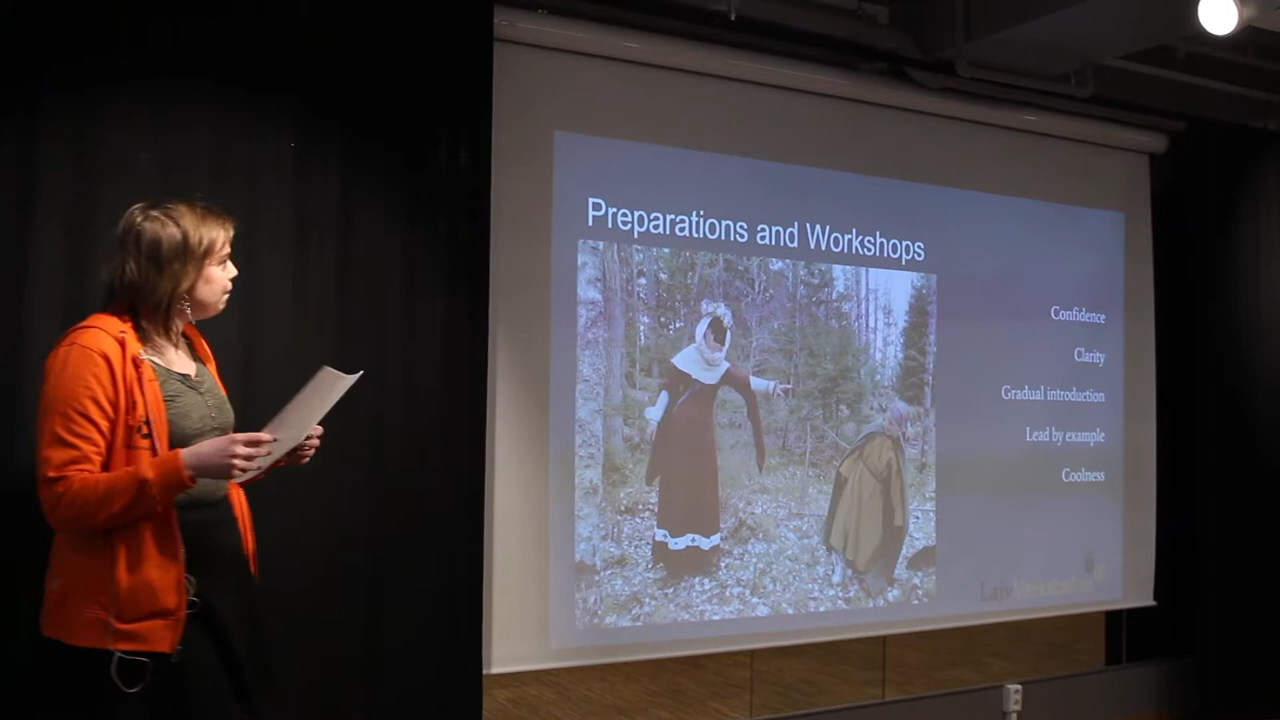 Preparations and Workshops
Confidence
Clarity
Gradual introduction
Lead by example
Coolness